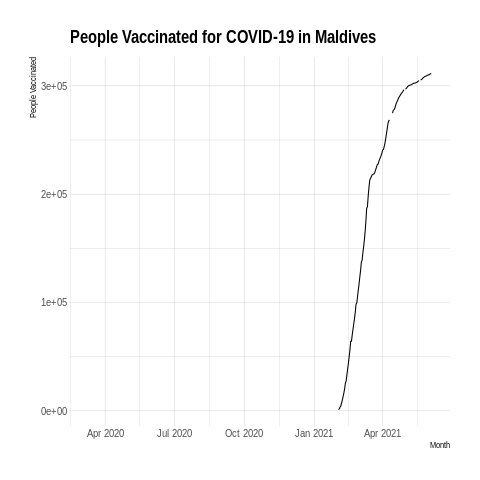 People Vaccinated for COVID-19 in Maldives
People Vaccinated
3e+05
2e+05
1e+05
0e+00
Apr 2020 Jul 2020 Oct 2020 Jan 2021 Apr 2021
Month